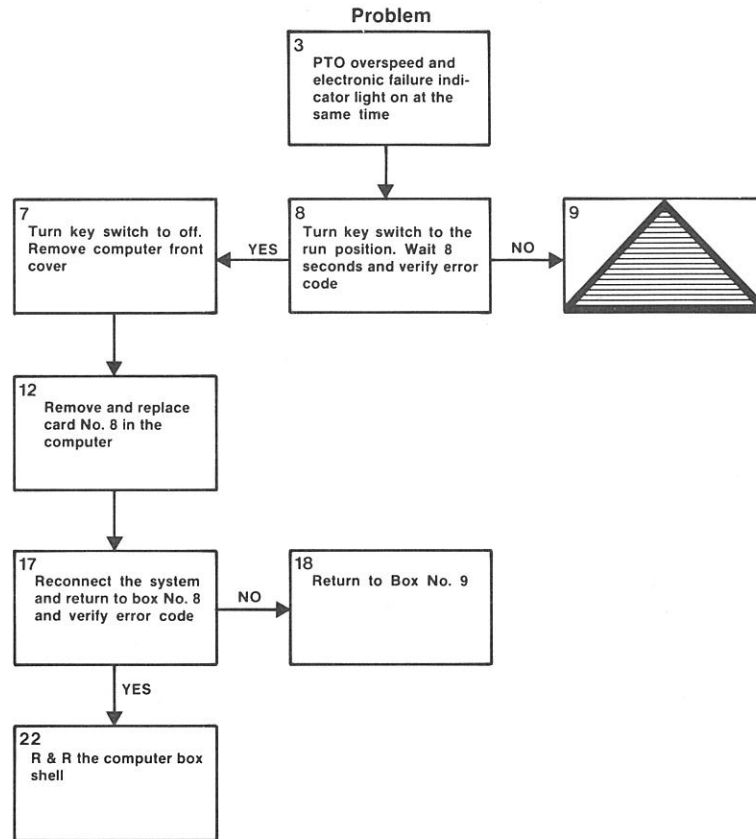 Problem
3
PTO overspeed and
electronic failure indi-
cator light on at the
same time
7
Turn key switch to off.
Remove computer front
cover
YES
8
Turn key switch to the
run position. Wait 8
seconds and verify error
code
NO
9
12
Remove and replace
card No. 8 in the
computer
17
Reconnect the system
and return to box No. 8
and verify error code
NO
18
Return to Box No. 9
YES
22
R & R the computer box
shell